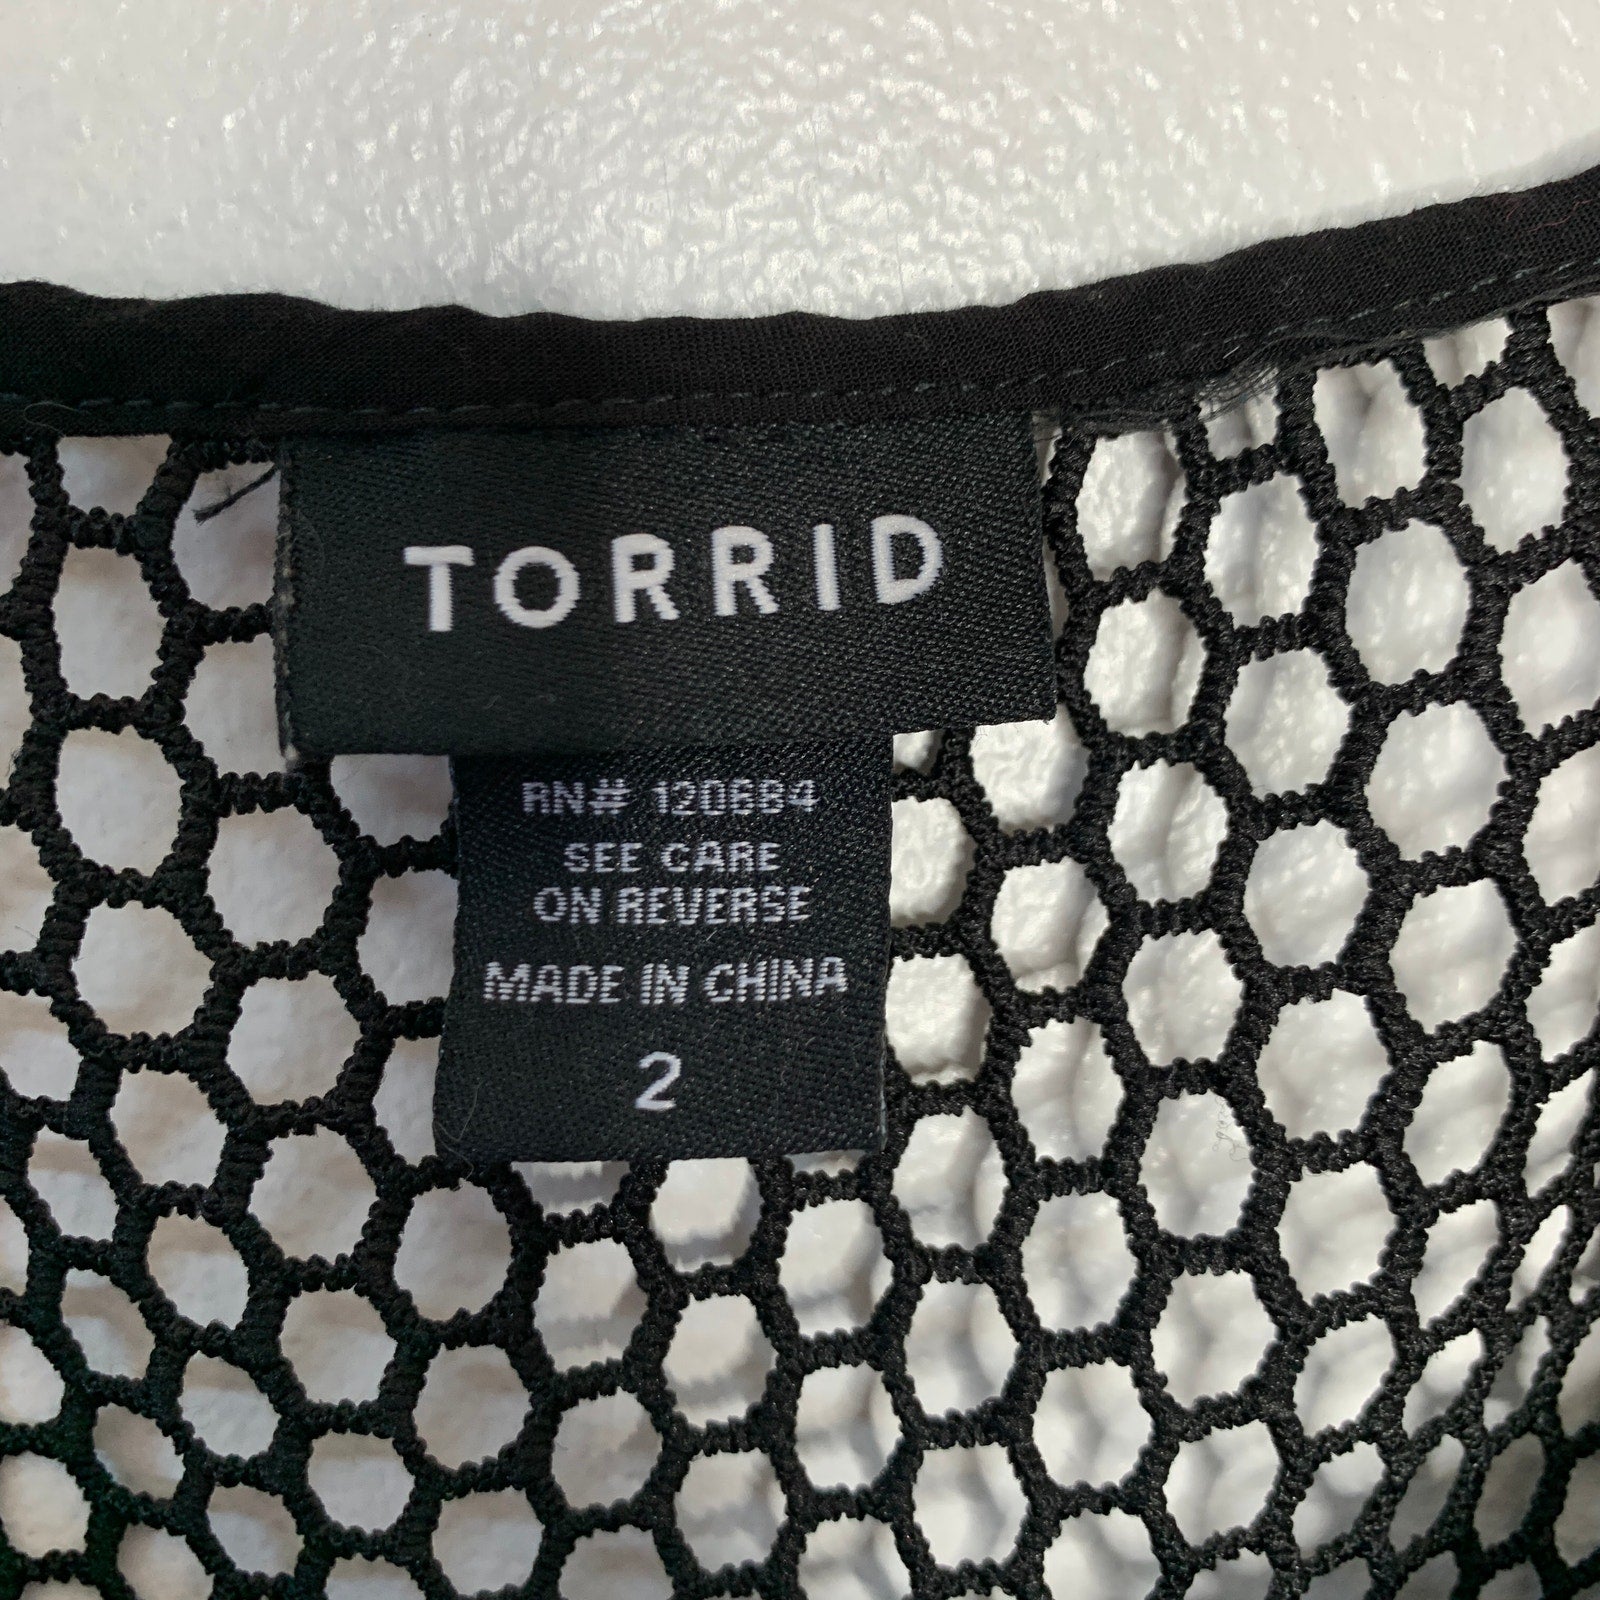 TORRID
RN# 120684
SEE CARE
ON REVERSE
MADE IN CHINA
2